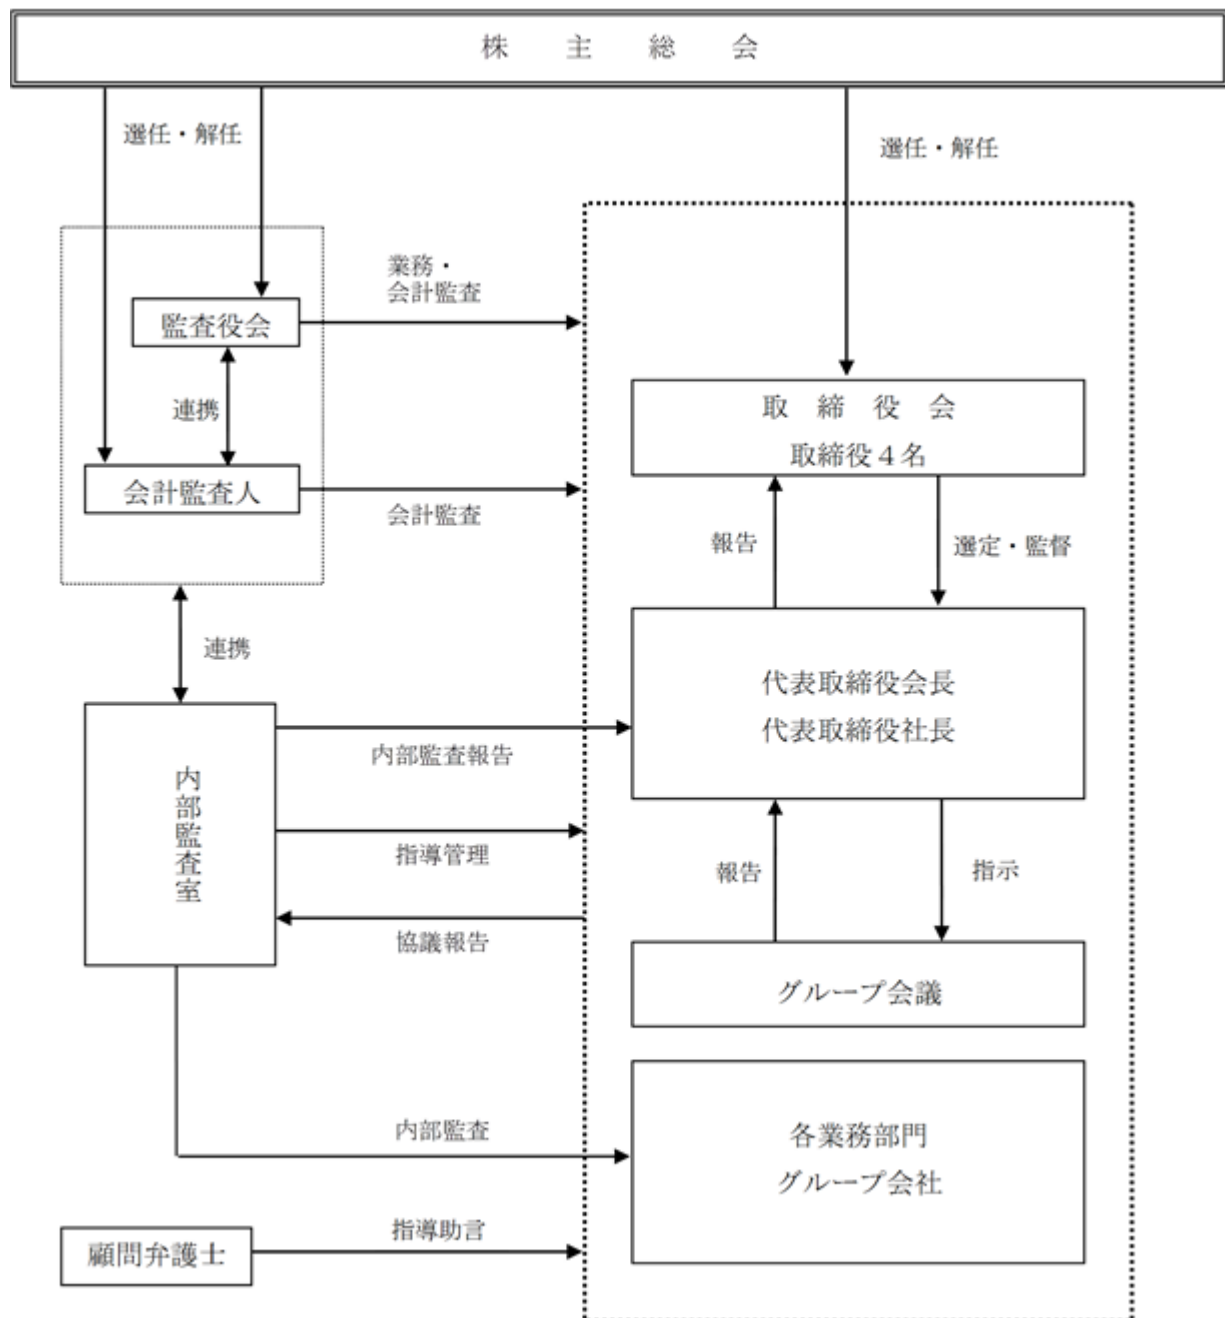 株主総会
選任・解任
選任・解任
業務・
会計監査
監査役会
連携
会計監査人
会計監査
取締役会
取締役4名
報告
選定・監督
連携
代表取締役会長
代表取締役社長
内部監査報告
内部監査室
指導管理
報告
指示
協議報告
グループ会議
内部監査
各業務部門
グループ会社
指導助言
顧問弁護士